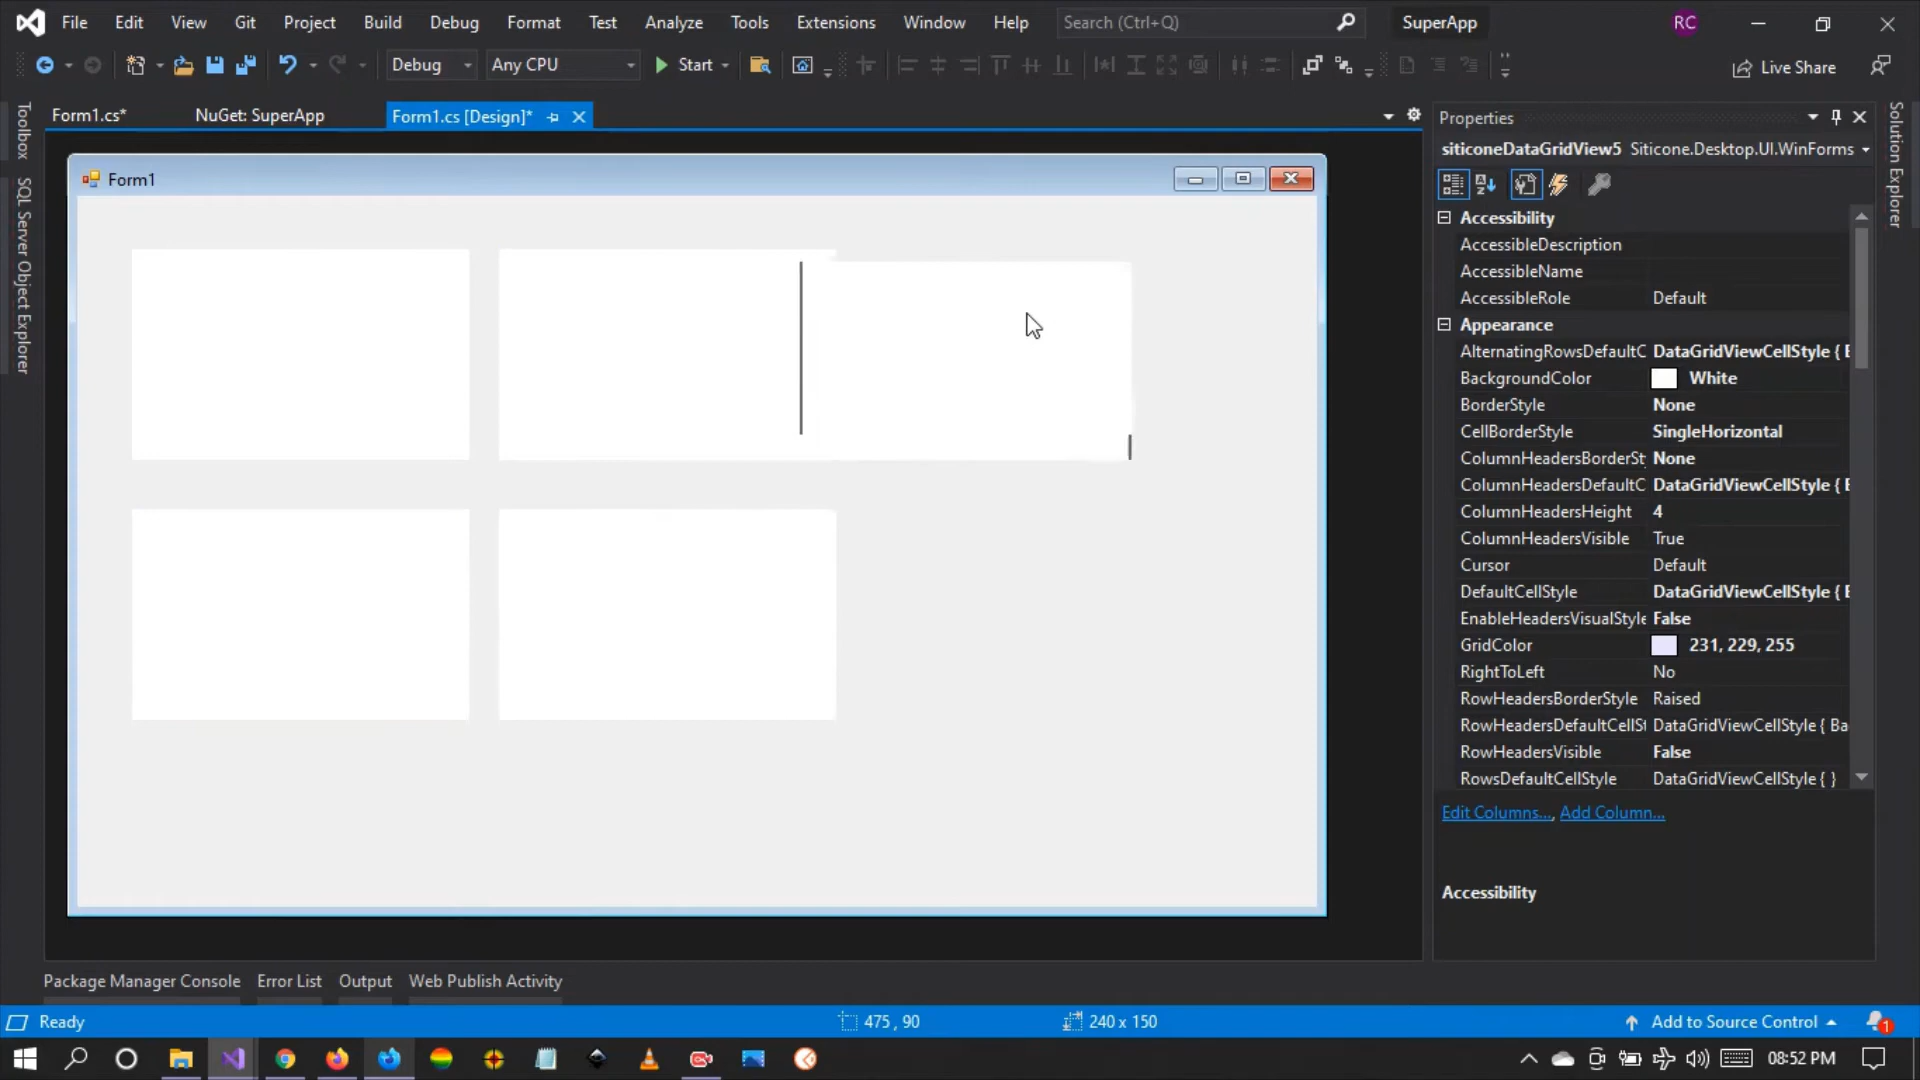 File Edit View Git Project Build Debug Format Test Analyze Tools Extensions Window Help Search (Ctrl+Q) SuperApp RC
Debug Any CPU Start Live Share
Toolbox
SQL Server Object Explorer
Form1.cs* NuGet: SuperApp Form1.cs [Design]*
Form1
Properties
siticoneDataGridView5 Siticone.Desktop.UI.WinForms
Accessibility
AccessibleDescription
AccessibleName
AccessibleRole Default
Appearance
AlternatingRowsDefaultC DataGridViewCellStyle { B
BackgroundColor White
BorderStyle None
CellBorderStyle SingleHorizontal
ColumnHeadersBorderSt None
ColumnHeadersDefaultC DataGridViewCellStyle { B
ColumnHeadersHeight 4
ColumnHeadersVisible True
Cursor Default
DefaultCellStyle DataGridViewCellStyle { B
EnableHeadersVisualStyle False
GridColor 231, 229, 255
RightToLeft No
RowHeadersBorderStyle Raised
RowHeadersDefaultCellSt DataGridViewCellStyle { Ba
RowHeadersVisible False
RowsDefaultCellStyle DataGridViewCellStyle { }
Edit Columns..., Add Column...
Accessibility
Solution Explorer
Package Manager Console Error List Output Web Publish Activity
Ready 475 , 90 240 x 150 Add to Source Control 1
08:52 PM